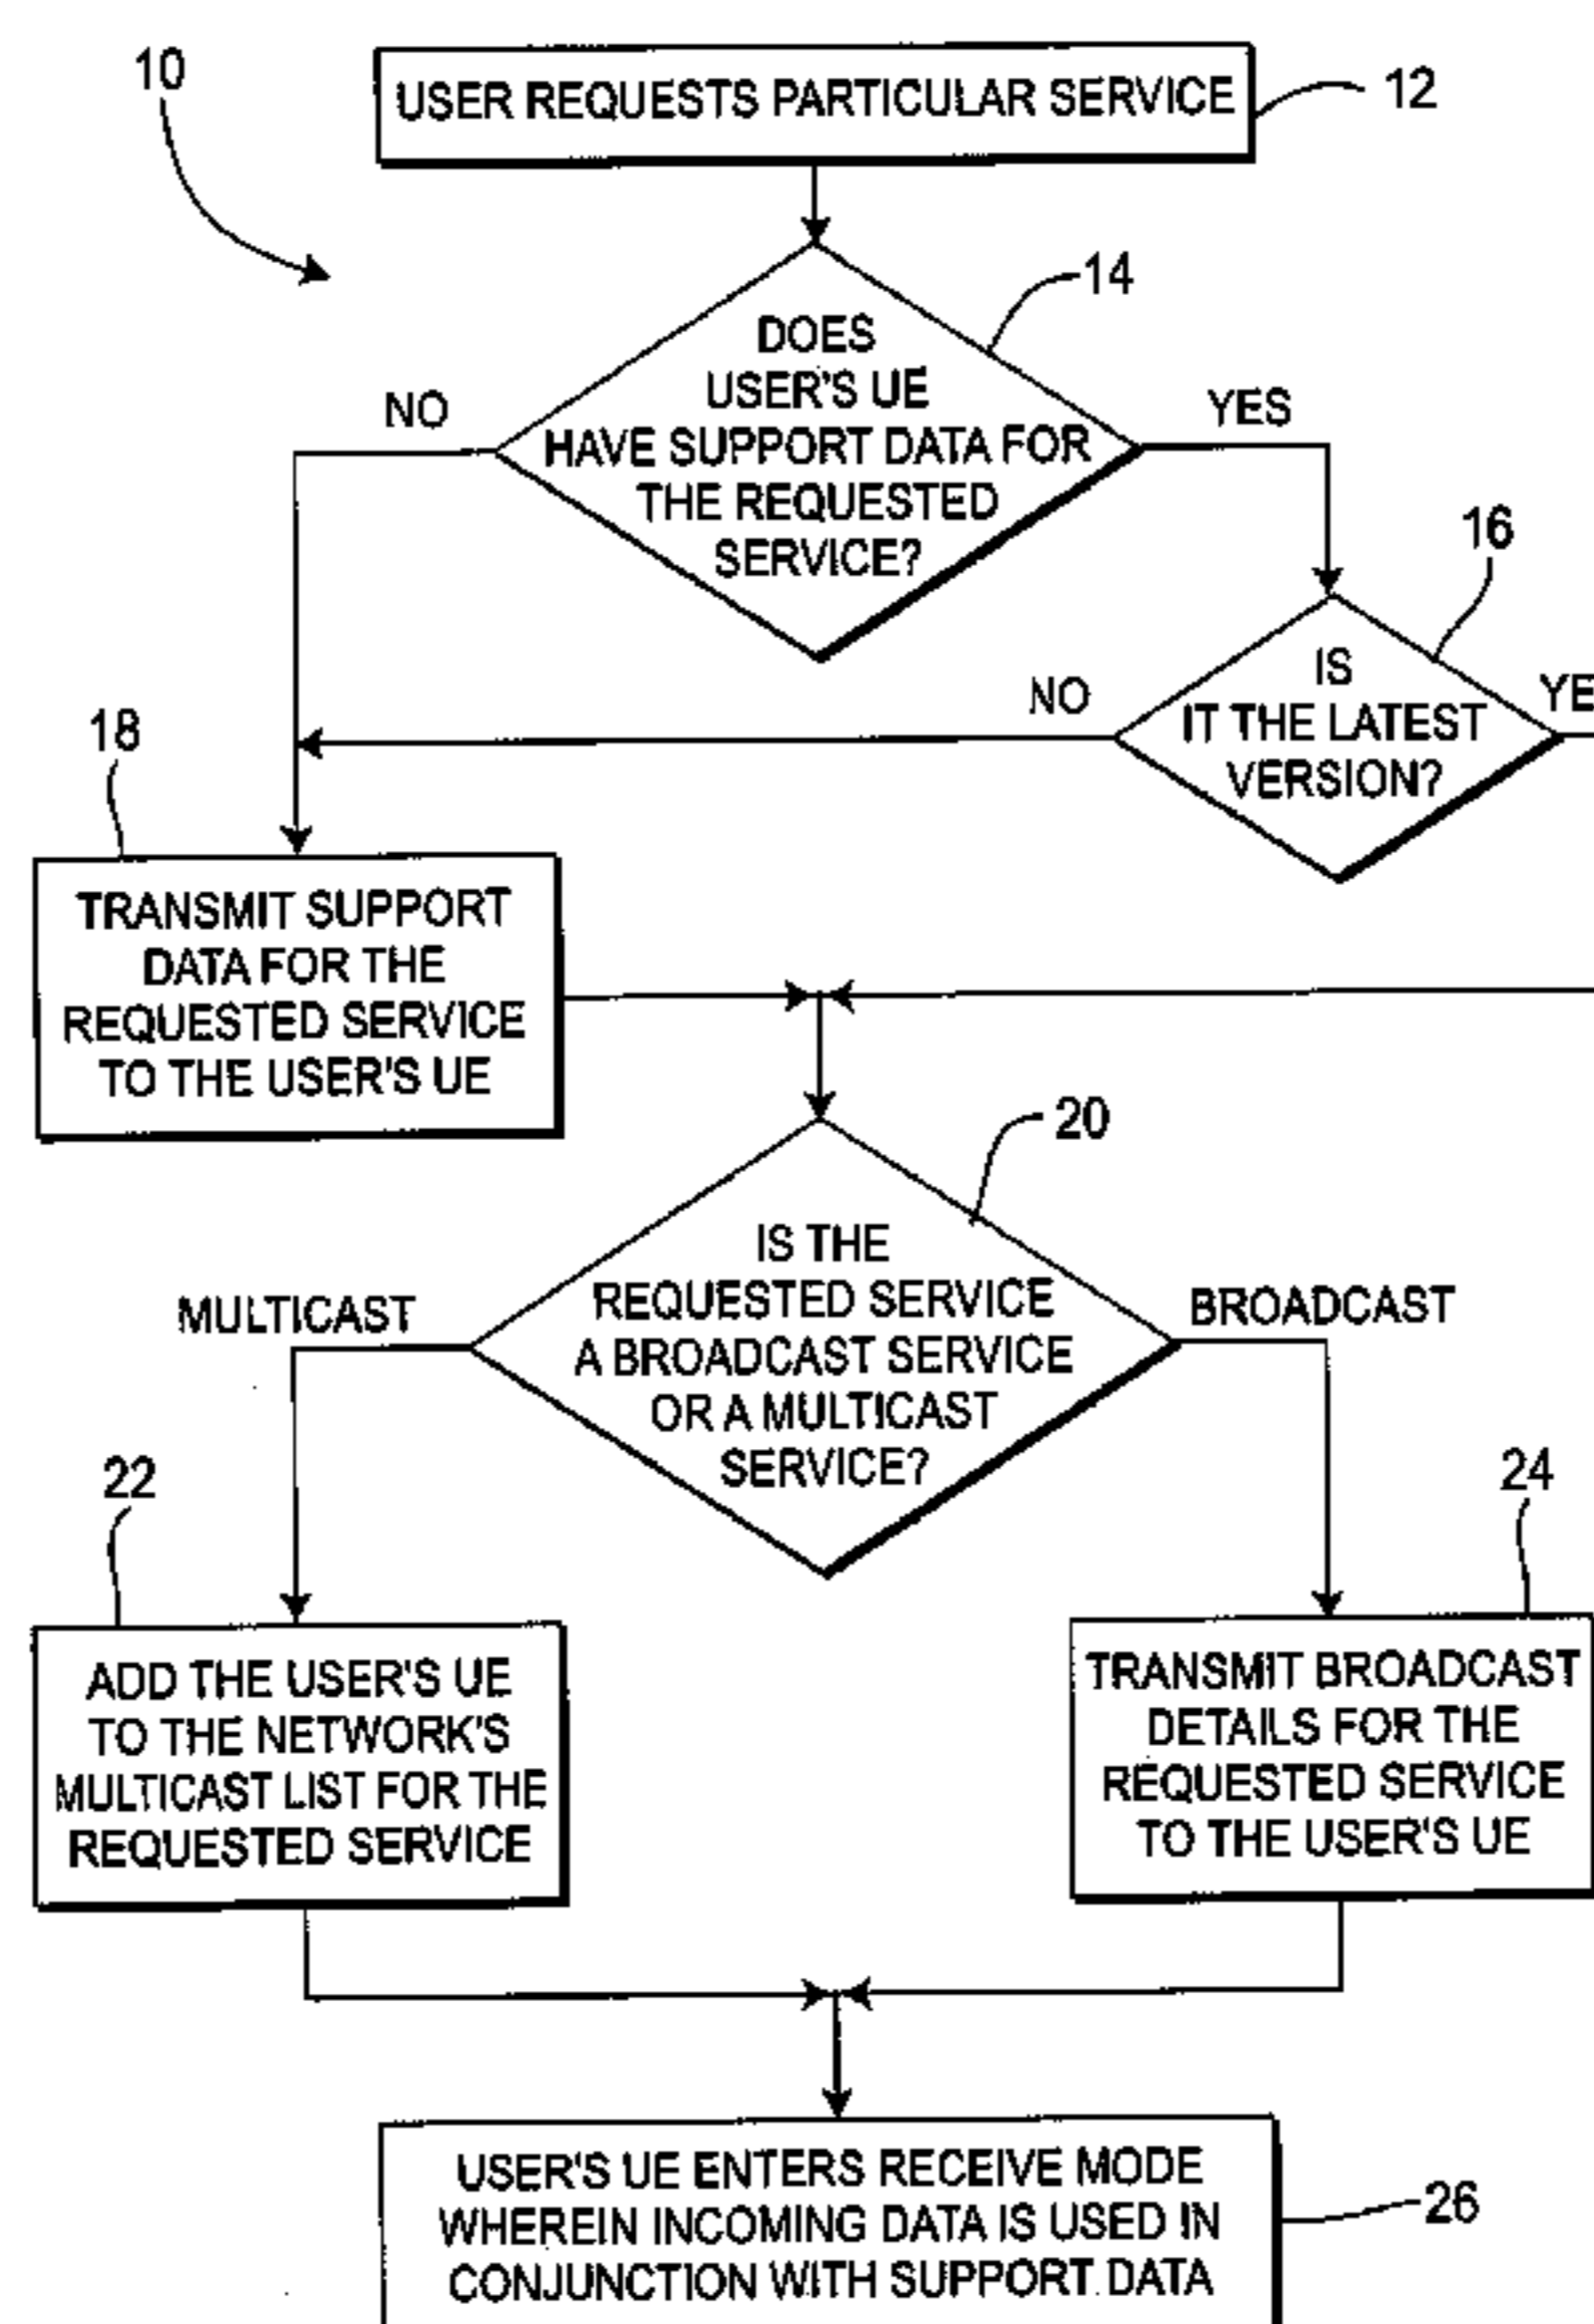 10
USER REQUESTS PARTICULAR SERVICE
12
14
DOES
USER'S UE
HAVE SUPPORT DATA FOR
THE REQUESTED
SERVICE?
NO
YES
16
IS
IT THE LATEST
VERSION?
NO
YE
18
TRANSMIT SUPPORT
DATA FOR THE
REQUESTED SERVICE
TO THE USER'S UE
20
IS THE
REQUESTED SERVICE
A BROADCAST SERVICE
OR A MULTICAST
SERVICE?
MULTICAST
BROADCAST
22
ADD THE USER'S UE
TO THE NETWORK'S
MULTICAST LIST FOR THE
REQUESTED SERVICE
24
TRANSMIT BROADCAST
DETAILS FOR THE
REQUESTED SERVICE
TO THE USER'S UE
USER'S UE ENTERS RECEIVE MODE
WHEREIN INCOMING DATA IS USED IN
CONJUNCTION WITH SUPPORT DATA
26